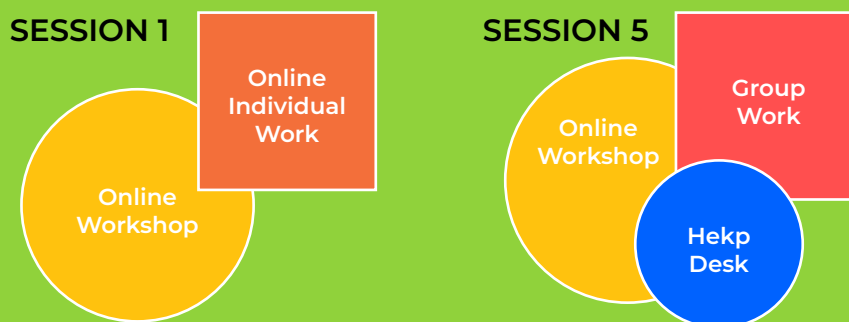 SESSION 1
Online
Individual
Work
Online
Workshop
SESSION 5
Group
Work
Online
Workshop
Hekp
Desk